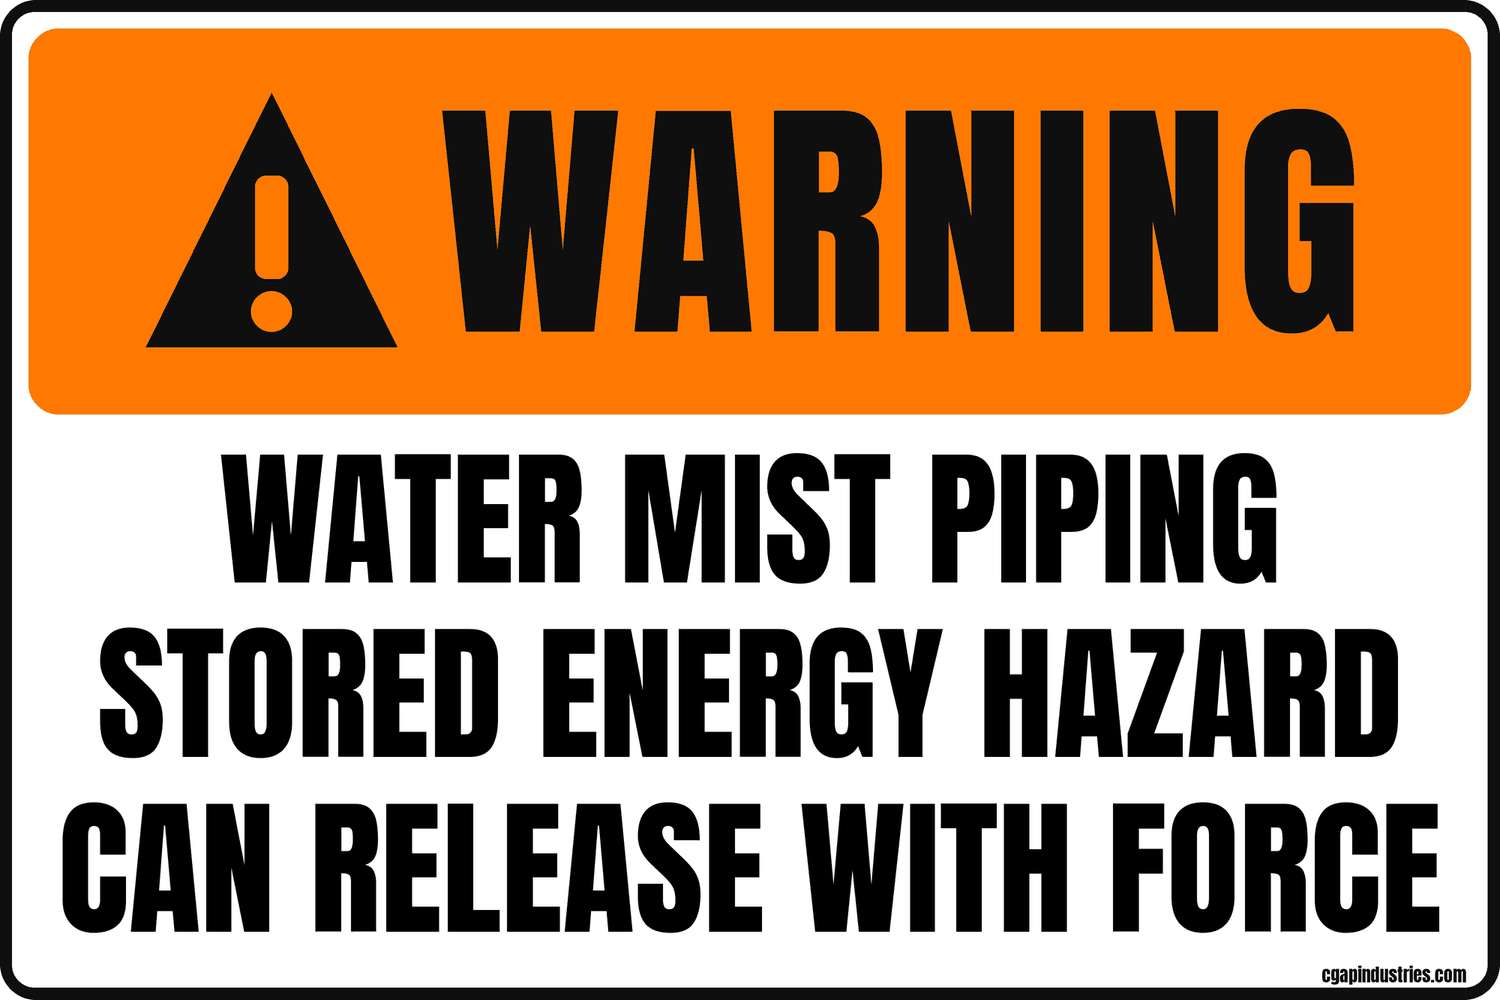 WARNING
WATER MIST PIPING
STORED ENERGY HAZARD
CAN RELEASE WITH FORCE
cgapindustries.com